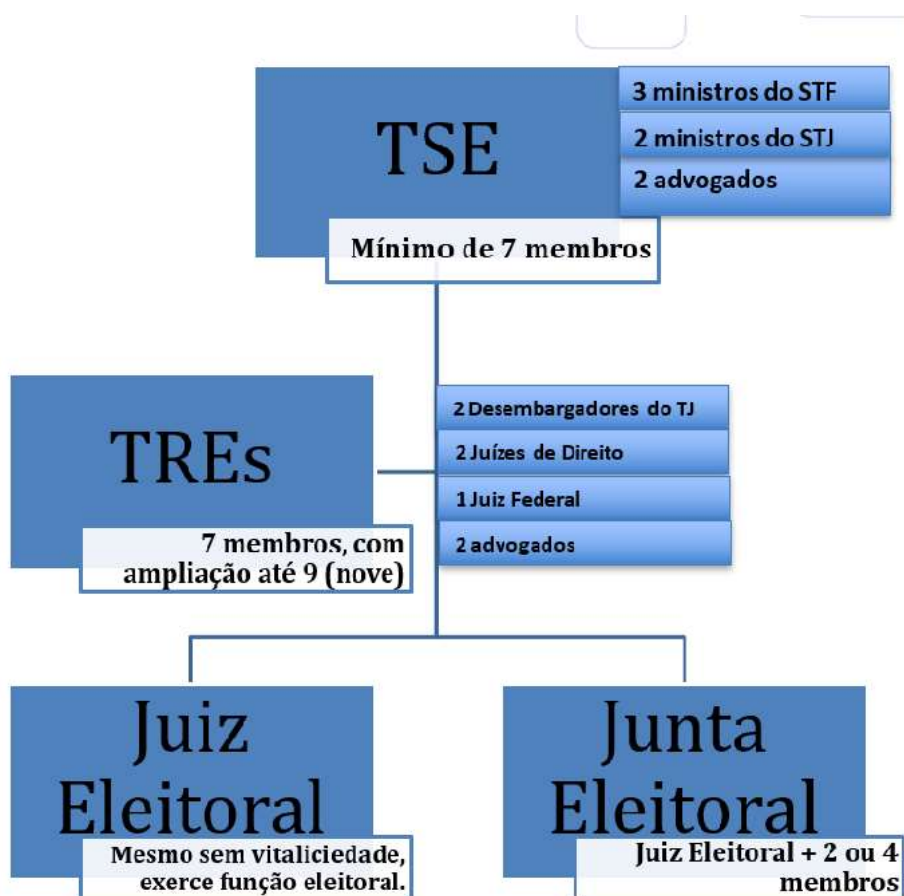 TSE
3 ministros do STF
2 ministros do STJ
2 advogados
Mínimo de 7 membros
TREs
2 Desembargadores do TJ
2 Juízes de Direito
1 Juiz Federal
2 advogados
7 membros, com
ampliação até 9 (nove)
Juiz
Eleitoral
Mesmo sem vitaliciedade,
exerce função eleitoral.
Junta
Eleitoral
Juiz Eleitoral + 2 ou 4
membros